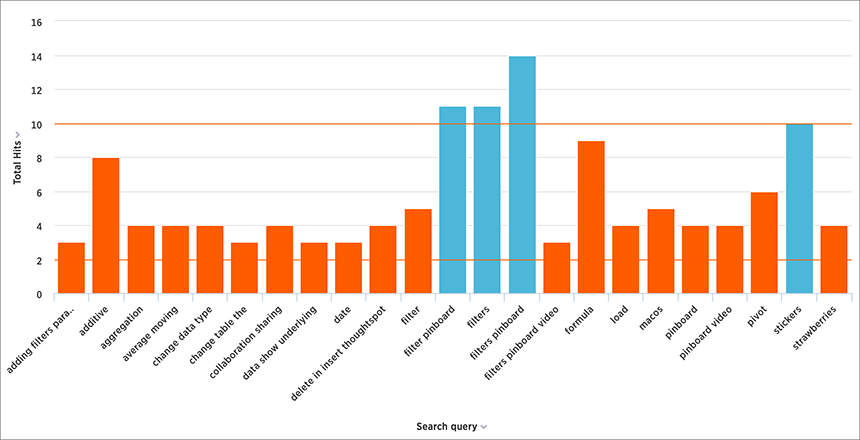 16
14
12
10
8
6
4
2
0
Total Hits
adding filters para..
additive
aggregation
average moving
change data type
change table the
collaboration sharing
data show underlying
date
delete in insert thoughtspot
filter
filter pinboard
filters
filters pinboard
filters pinboard video
formula
load
macos
pinboard
pinboard video
pivot
stickers
strawberries
Search query